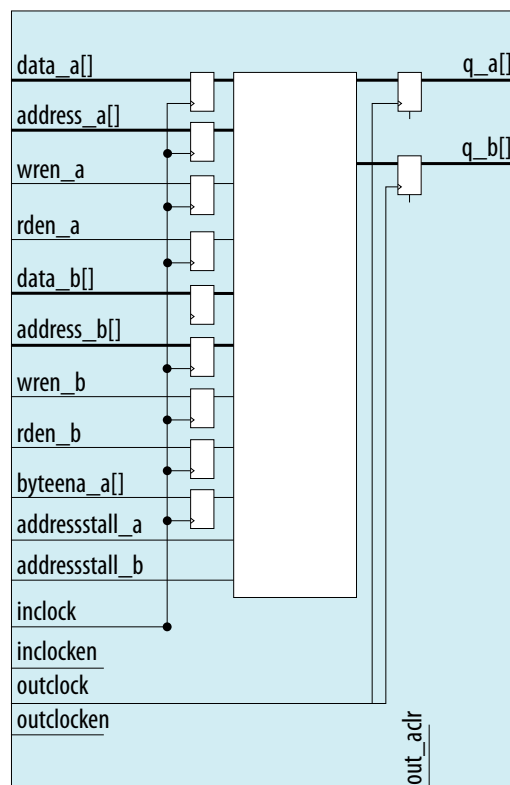 data_a[]
address_a[]
wren_a
rden_a
data_b[]
address_b[]
wren_b
rden_b
byteena_a[]
addressstall_a
addressstall_b
inclock
inclocken
outclock
outclocken
q_a[]
q_b[]
out_aclr